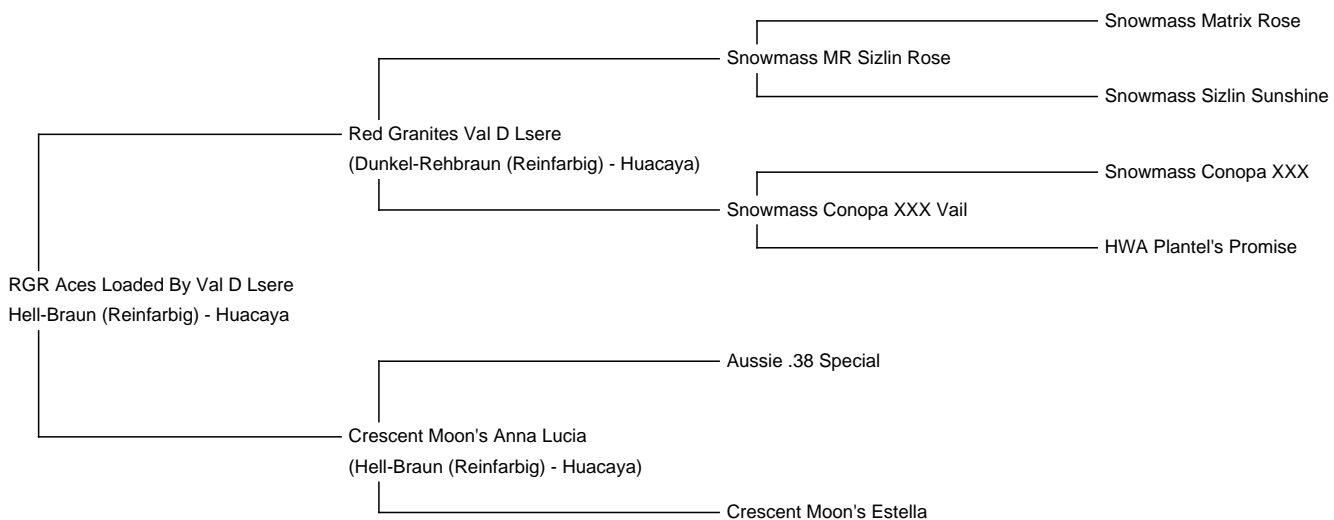 Snowmass Matrix Rose
Snowmass MR Sizlin Rose
Snowmass Sizlin Sunshine
Red Granites Val D Lsere
(Dunkel-Rehbraun (Reinfarbig) - Huacaya)
Snowmass Conopa XXX
Snowmass Conopa XXX Vail
HWA Plantel's Promise
RGR Aces Loaded By Val D Lsere
Hell-Braun (Reinfarbig) - Huacaya
Aussie .38 Special
Crescent Moon's Anna Lucia
(Hell-Braun (Reinfarbig) - Huacaya)
Crescent Moon's Estella